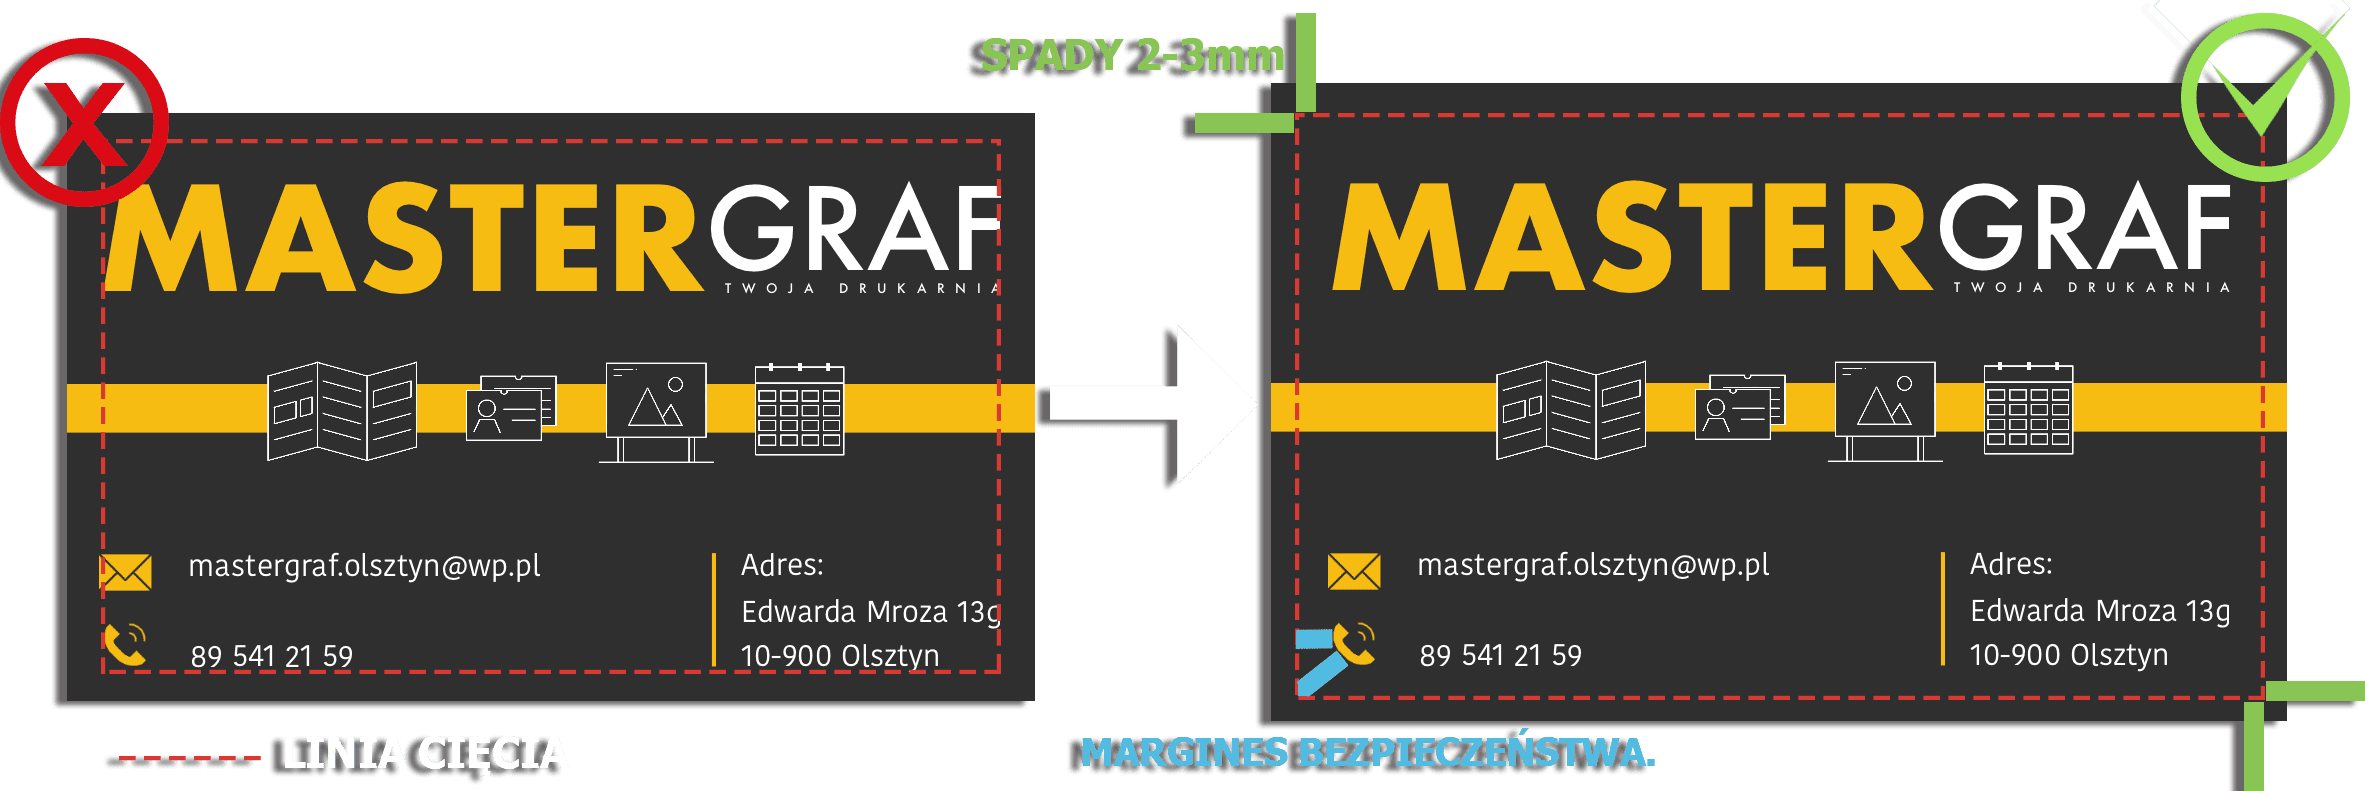 SPADY 2-3mm
X
MASTERGRAF
TWOJA DRUKARNIA
mastergraf.olsztyn@wp.pl
89 541 21 59
Adres:
Edwarda Mroza 13g
10-900 Olsztyn
MASTERGRAF
TWOJA DRUKARNIA
mastergraf.olsztyn@wp.pl
89 541 21 59
Adres:
Edwarda Mroza 13g
10-900 Olsztyn
LINIA CIĘCIA
MARGINES BEZPIECZEŃSTWA.